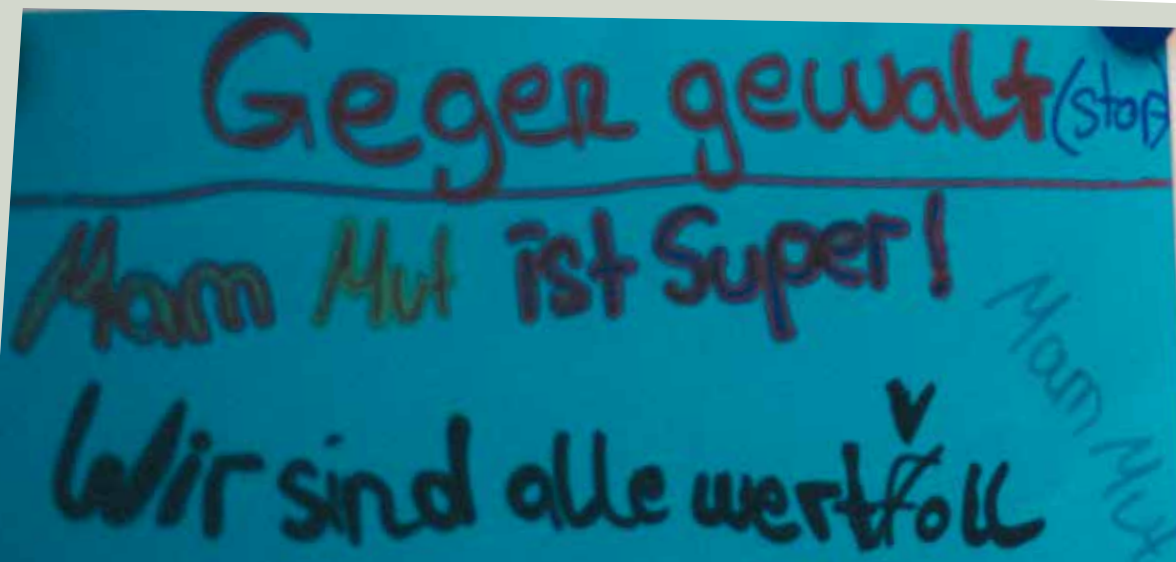 Gegen gewalt (stop)
Mam Mut ist Super!
Wir sind alle wertvoll
Mam Mut